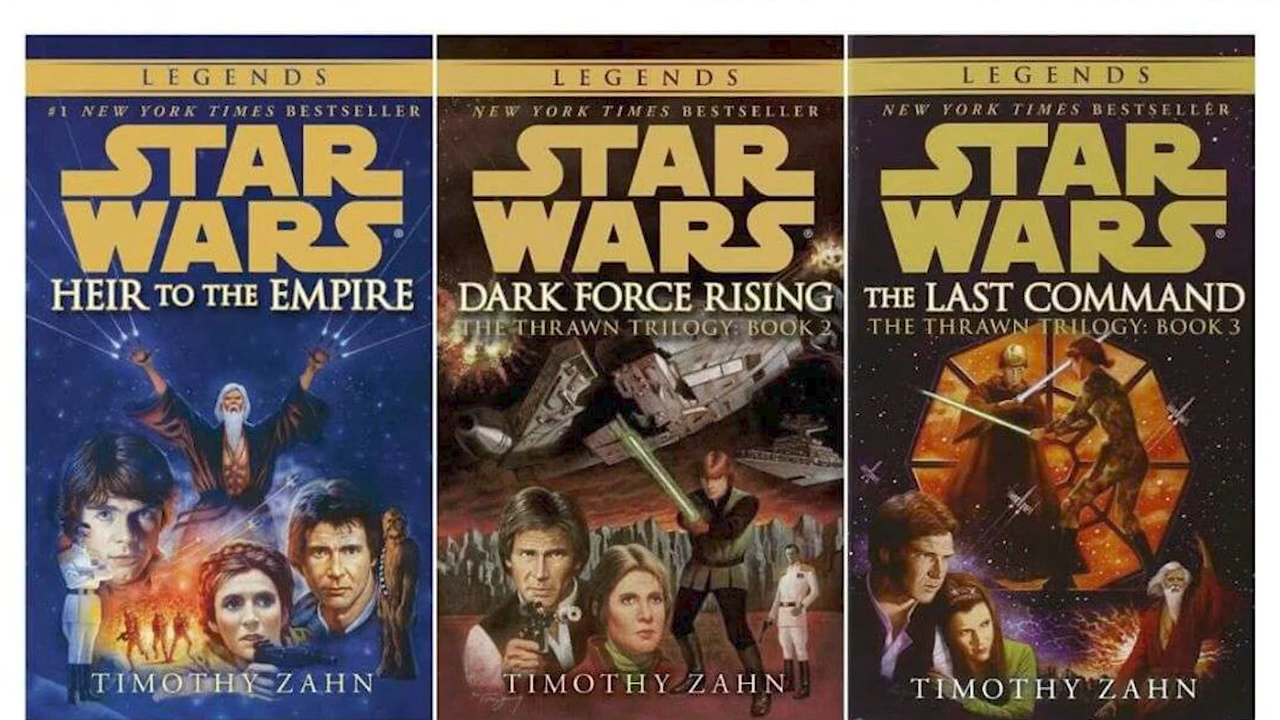 LEGENDS
#1 NEW YORK TIMES BESTSELLER
STAR
WARS®
HEIR TO THE EMPIRE
TIMOTHY ZAHN
LEGENDS
NEW YORK TIMES BESTSELLER
STAR
WARS®
DARK FORCE RISING
THE THRAWN TRILOGY: BOOK 2
TIMOTHY ZAHN
LEGENDS
NEW YORK TIMES BESTSELLER
STAR
WARS®
THE LAST COMMAND
THE THRAWN TRILOGY: BOOK 3
TIMOTHY ZAHN